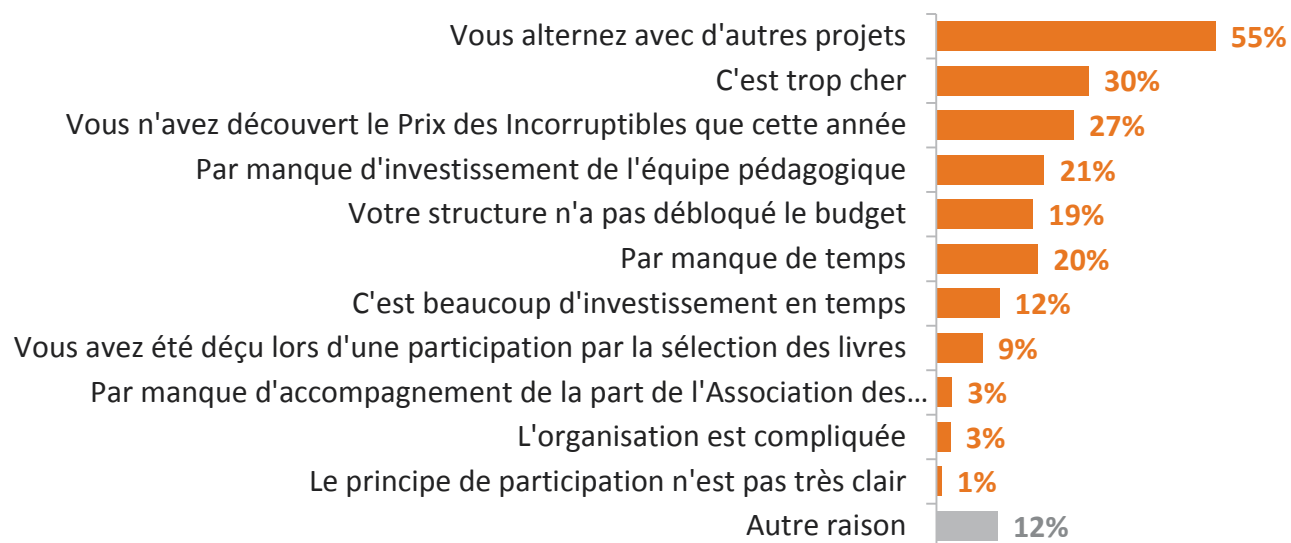 Vous alternez avec d'autres projets 55%
C'est trop cher 30%
Vous n'avez découvert le Prix des Incorruptibles que cette année 27%
Par manque d'investissement de l'équipe pédagogique 21%
Votre structure n'a pas débloqué le budget 19%
Par manque de temps 20%
C'est beaucoup d'investissement en temps 12%
Vous avez été déçu lors d'une participation par la sélection des livres 9%
Par manque d'accompagnement de la part de l'Association des… 3%
L'organisation est compliquée 3%
Le principe de participation n'est pas très clair 1%
Autre raison 12%